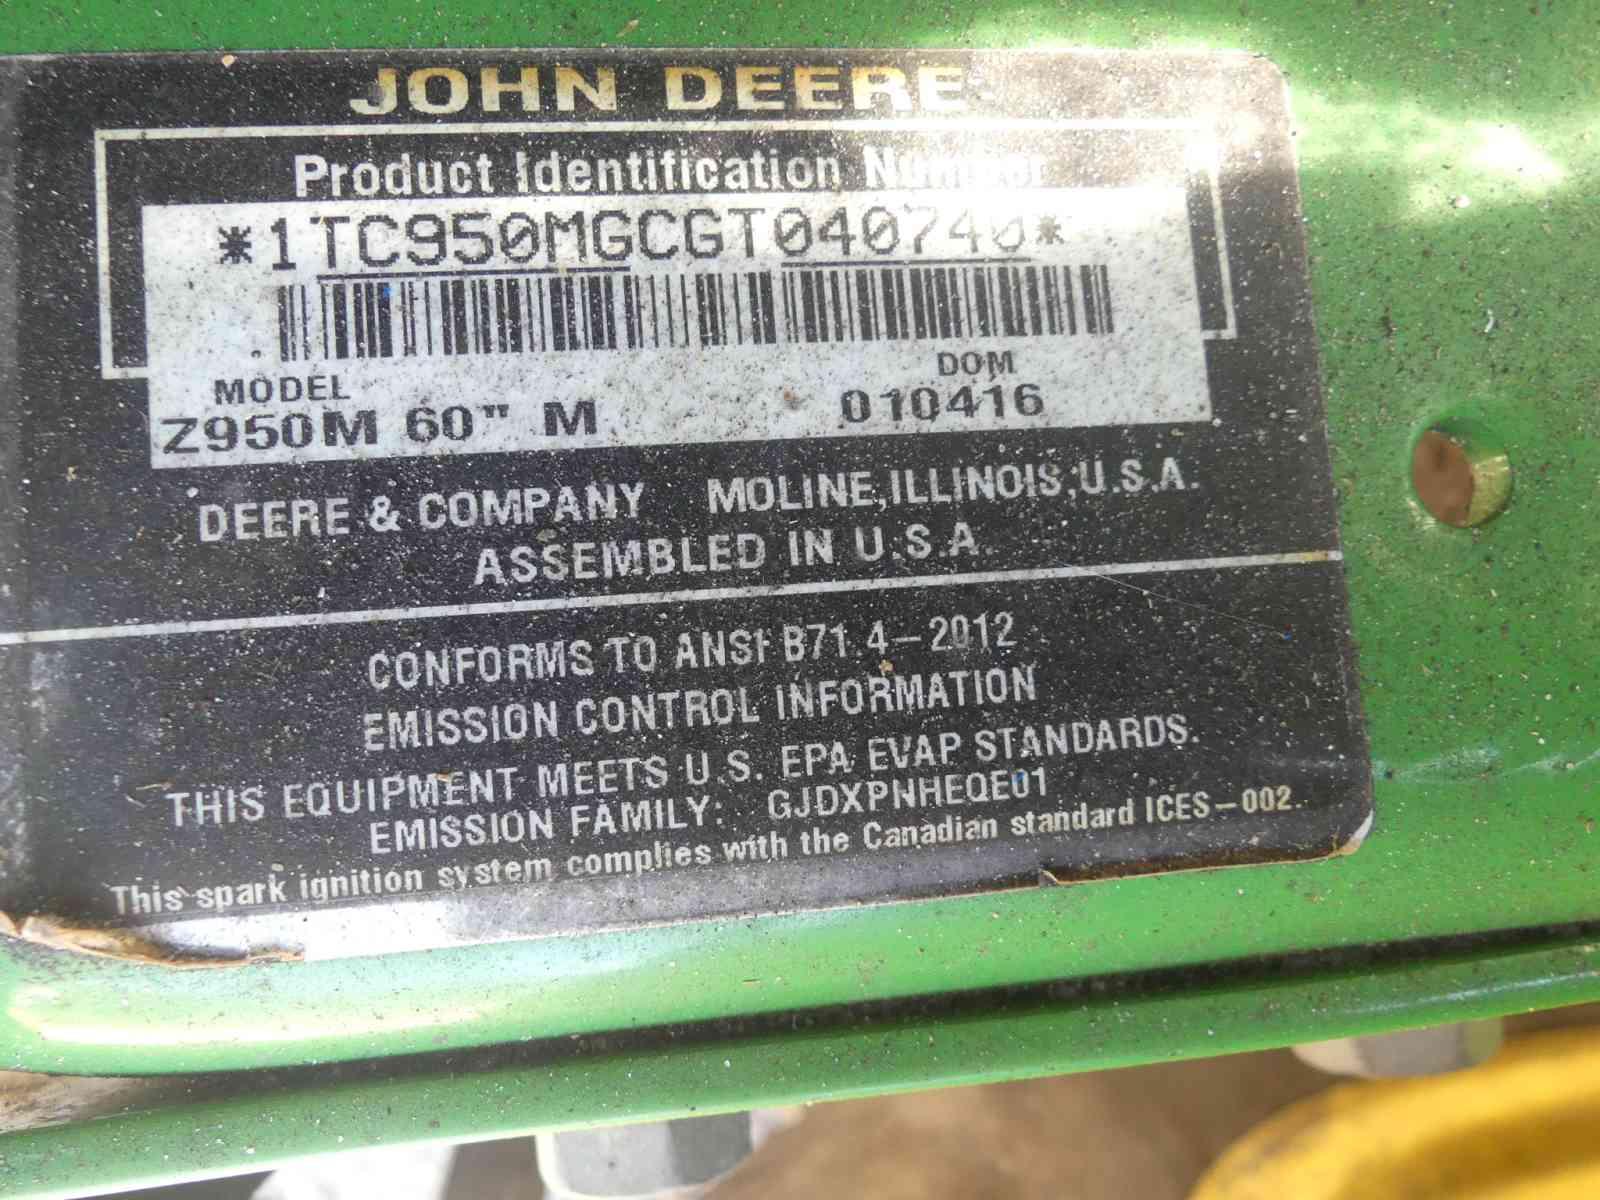 JOHN DEERE
Product Identification Number
*1TC950MGCGT040740*
MODEL
DOM
Z950M 60" M
010416
DEERE & COMPANY MOLINE, ILLINOIS, U.S.A.
ASSEMBLED IN U.S.A.
CONFORMS TO ANSI B71.4-2012
EMISSION CONTROL INFORMATION
THIS EQUIPMENT MEETS U.S. EPA EVAP STANDARDS.
EMISSION FAMILY: GJDXPNHEQE01
This spark ignition system complies with the Canadian standard ICES-002.